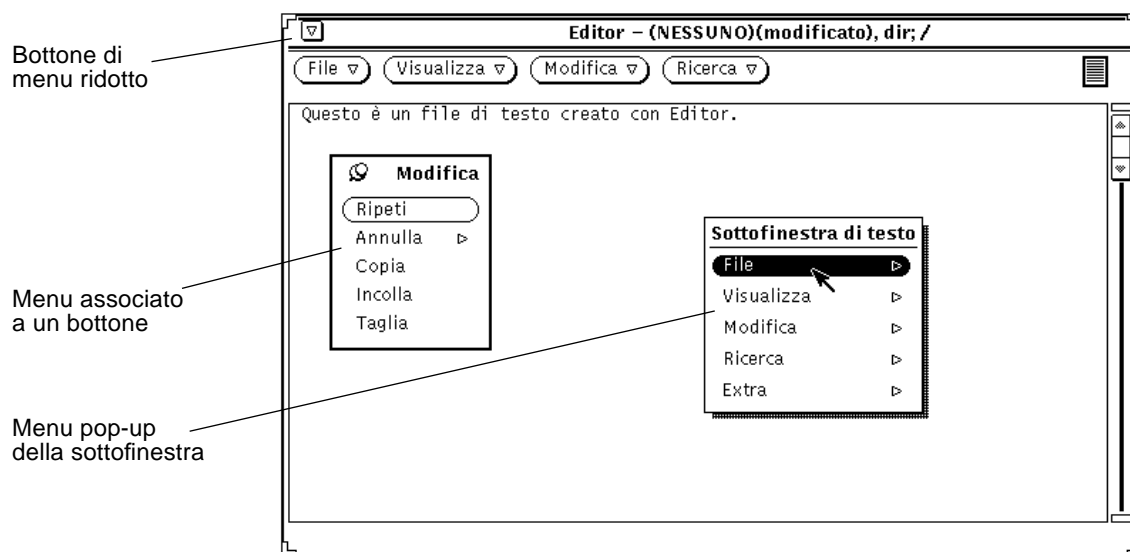 Bottone di
menu ridotto
Editor – (NESSUNO)(modificato), dir; /
File Visualizza Modifica Ricerca
Questo è un file di testo creato con Editor.
Modifica
Ripeti
Annulla
Copia
Incolla
Taglia
Menu associato
a un bottone
Sottofinestra di testo
File
Visualizza
Modifica
Ricerca
Extra
Menu pop-up
della sottofinestra